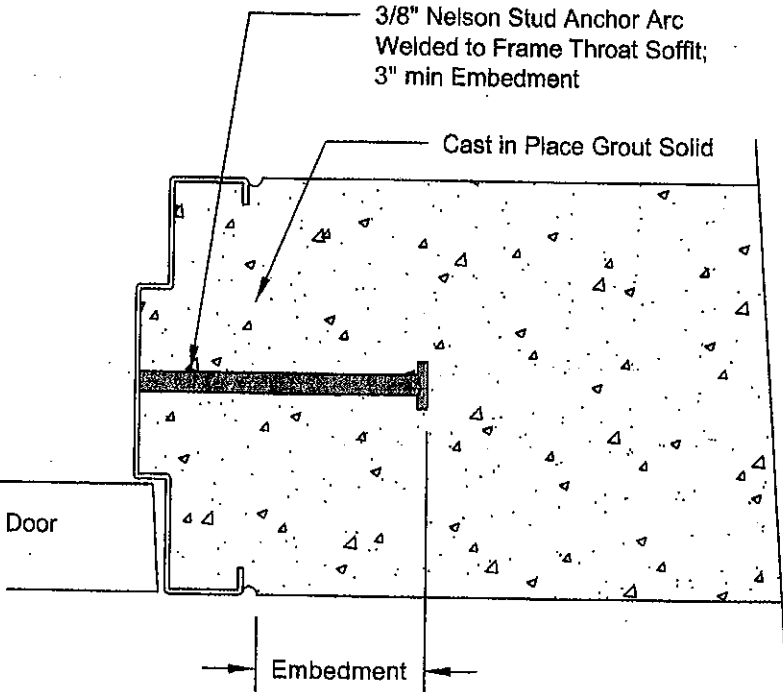 3/8" Nelson Stud Anchor Arc
Welded to Frame Throat Soffit;
3" min Embedment
Cast in Place Grout Solid
Door
Embedment